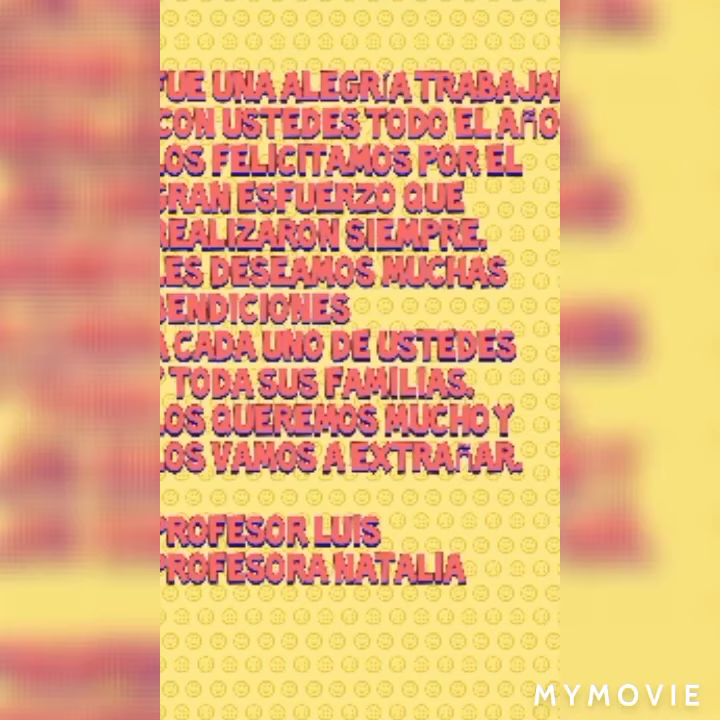 FUE UNA ALEGRÍA TRABAJAR
CON USTEDES TODO EL AÑO
LOS FELICITAMOS POR EL
GRAN ESFUERZO QUE
REALIZARON SIEMPRE.
LES DESEAMOS MUCHAS
BENDICIONES
A CADA UNO DE USTEDES
Y TODA SUS FAMILIAS.
LOS QUEREMOS MUCHO Y
LOS VAMOS A EXTRAÑAR.
PROFESOR LUIS
PROFESORA NATALIA
MYMOVIE